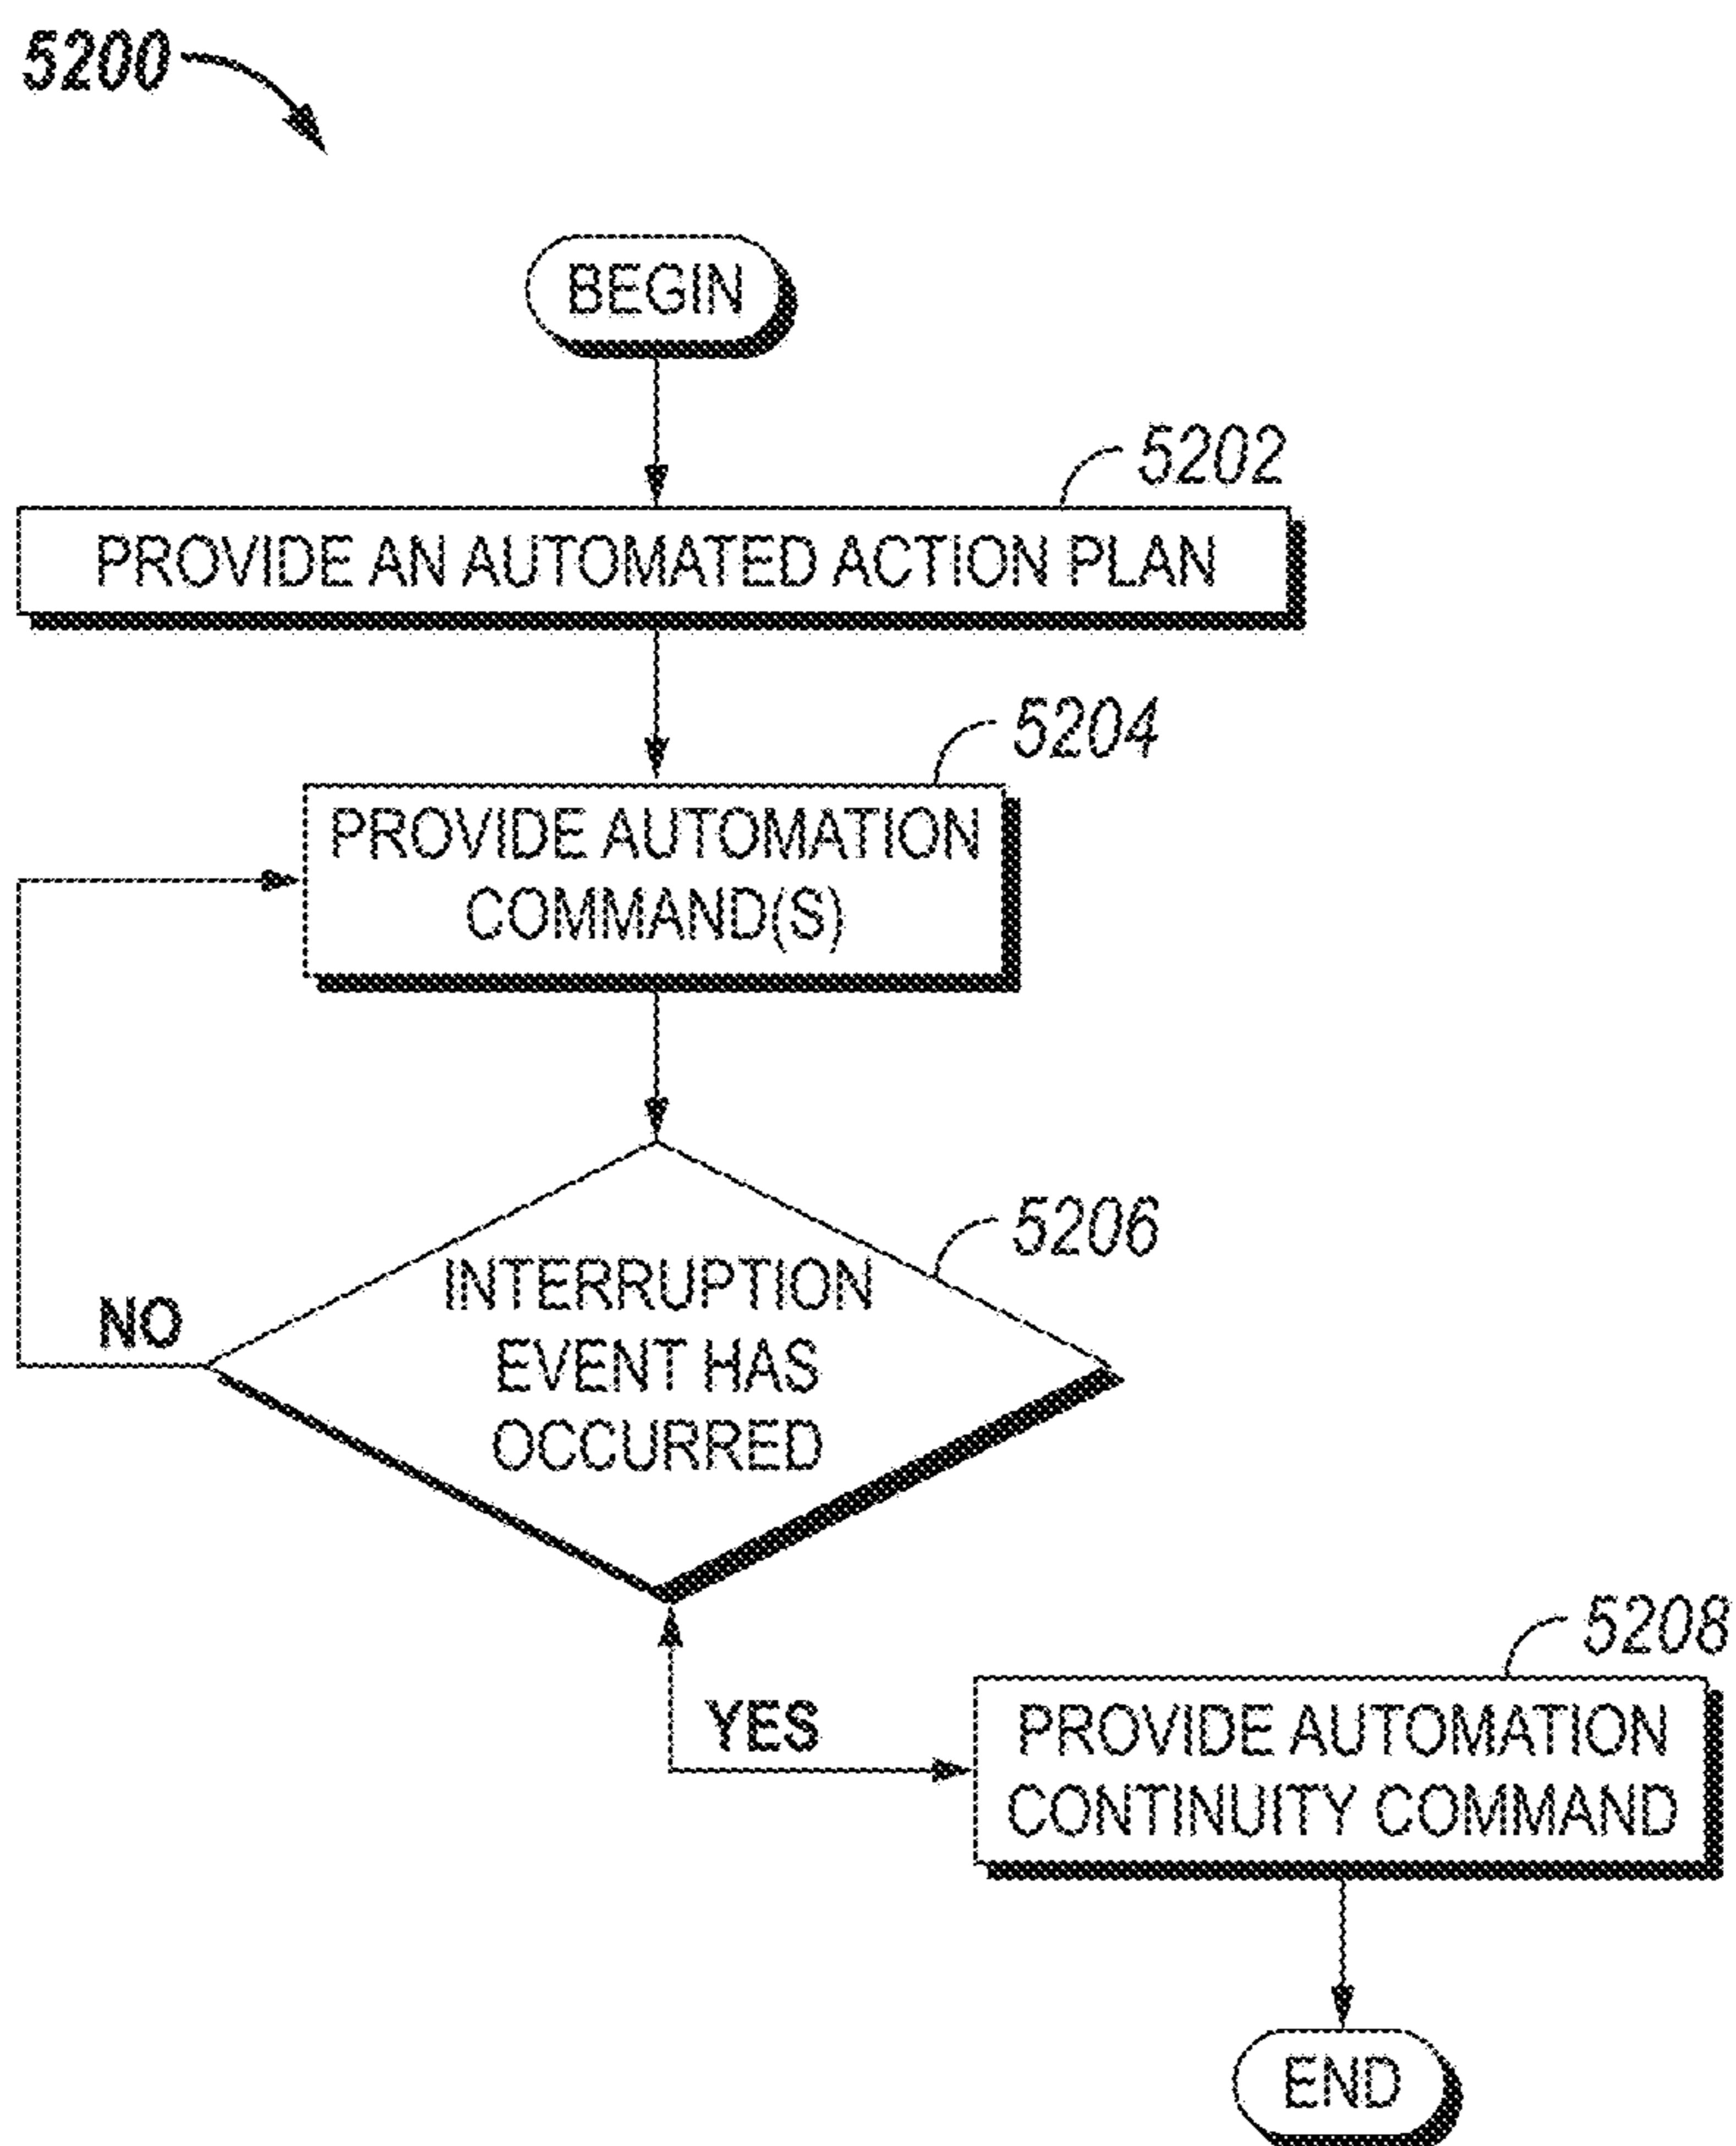 5200
BEGIN
5202
PROVIDE AN AUTOMATED ACTION PLAN
5204
PROVIDE AUTOMATION
COMMAND(S)
5206
INTERRUPTION
EVENT HAS
OCCURRED
NO
YES
5208
PROVIDE AUTOMATION
CONTINUITY COMMAND
END